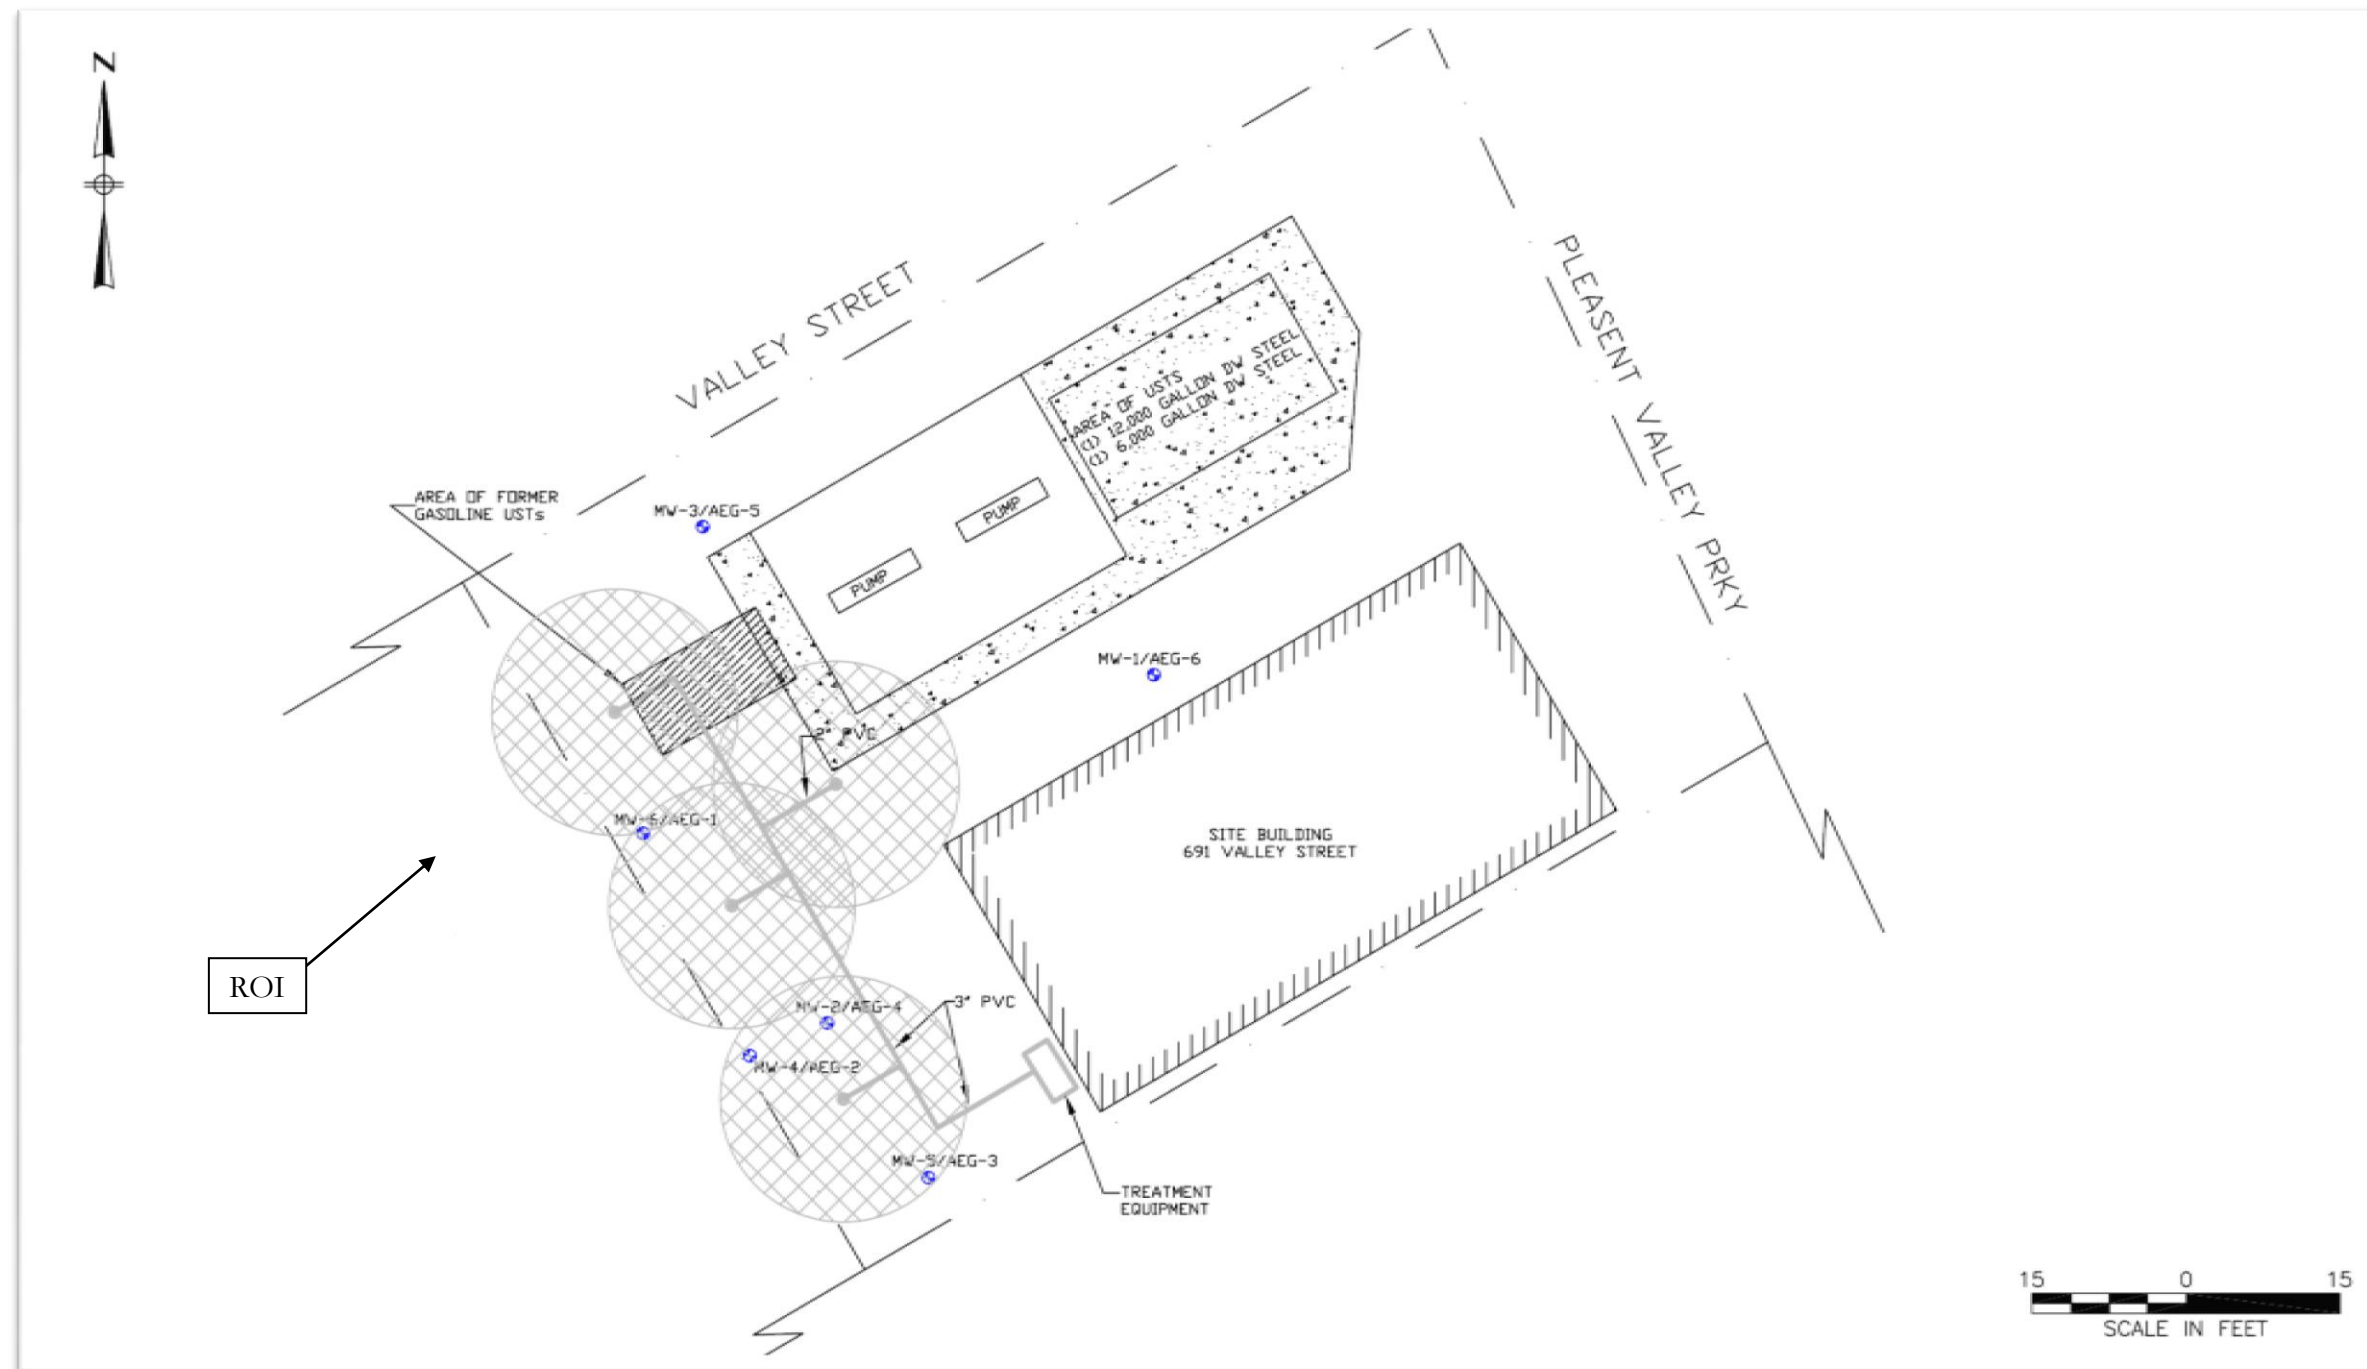 N
VALLEY STREET
PLEASENT VALLEY PRKY
AREA OF USTS
(1) 12,000 GALLON DW STEEL
(1) 6,000 GALLON DW STEEL
AREA OF FORMER
GASOLINE USTs
MW-3/AEG-5
PUMP
PUMP
MW-1/AEG-6
2" PVC
MW-6/AEG-1
SITE BUILDING
691 VALLEY STREET
ROI
MW-2/AEG-4
3" PVC
MW-4/AEG-2
MW-5/AEG-3
TREATMENT
EQUIPMENT
15 0 15
SCALE IN FEET